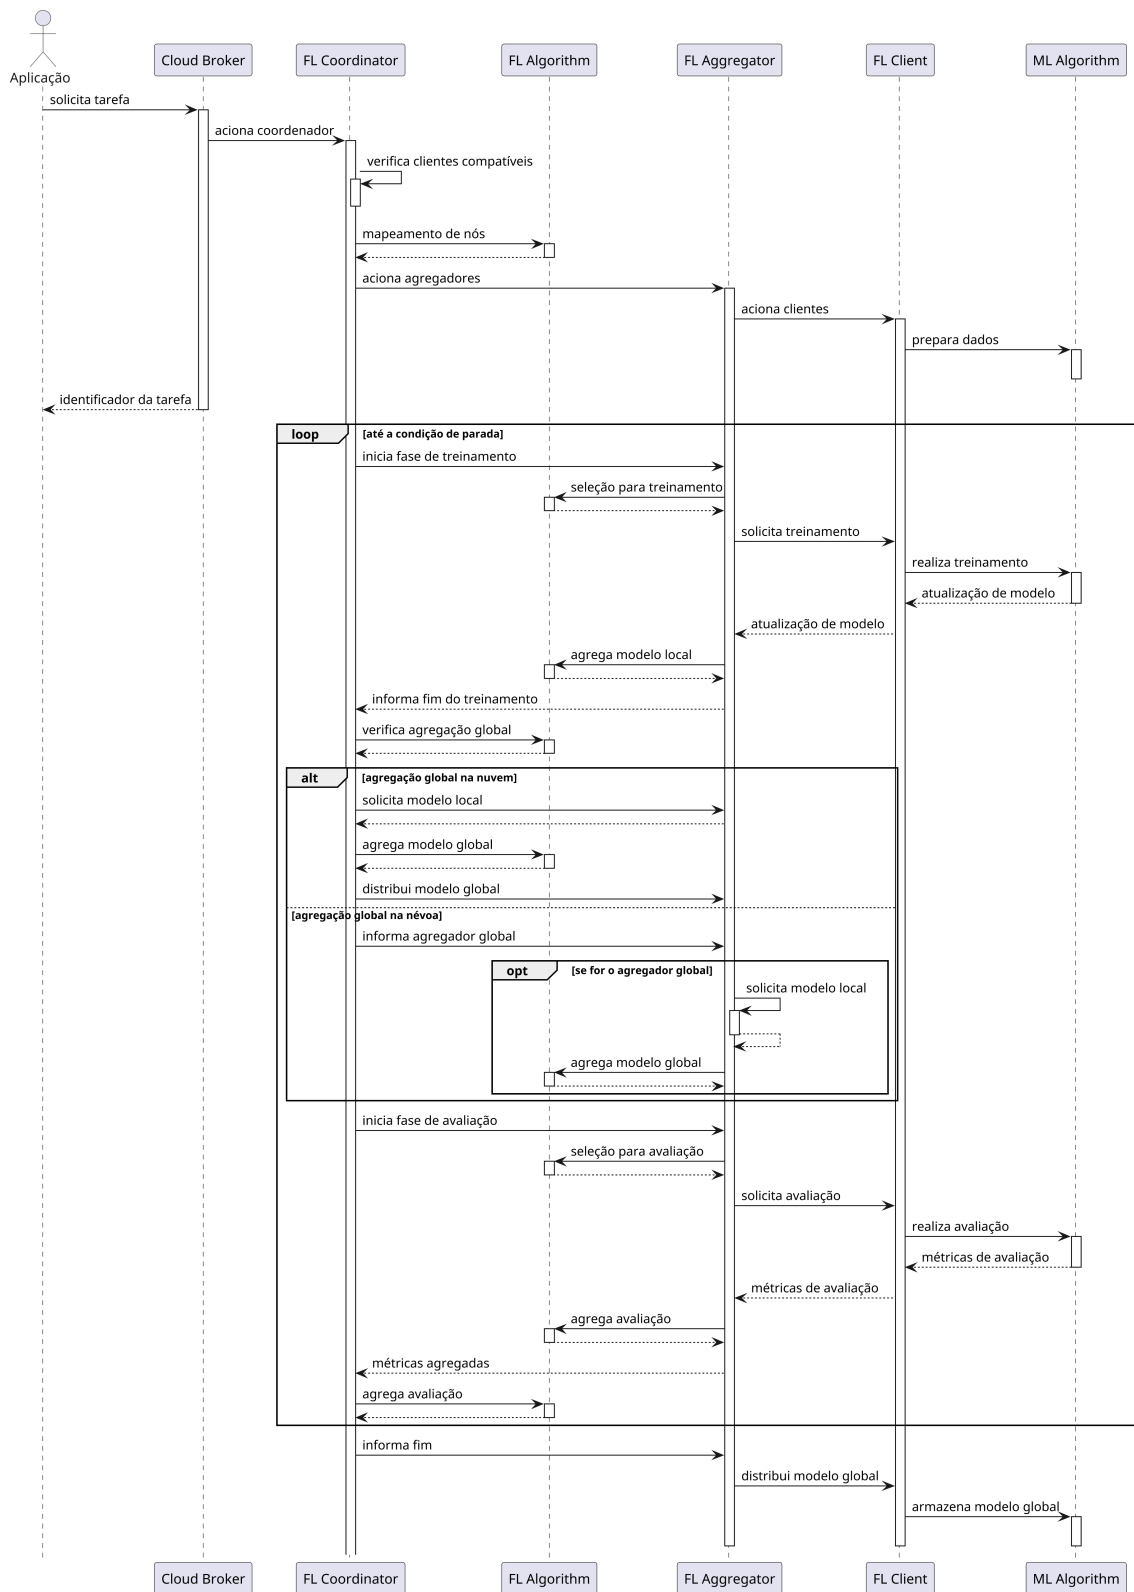 Aplicação
Cloud Broker
FL Coordinator
FL Algorithm
FL Aggregator
FL Client
ML Algorithm
solicita tarefa
aciona coordenador
verifica clientes compatíveis
mapeamento de nós
aciona agregadores
aciona clientes
prepara dados
identificador da tarefa
loop [até a condição de parada]
inicia fase de treinamento
seleção para treinamento
solicita treinamento
realiza treinamento
atualização de modelo
atualização de modelo
agrega modelo local
informa fim do treinamento
verifica agregação global
alt [agregação global na nuvem]
solicita modelo local
agrega modelo global
distribui modelo global
[agregação global na névoa]
informa agregador global
opt [se for o agregador global]
solicita modelo local
agrega modelo global
inicia fase de avaliação
seleção para avaliação
solicita avaliação
realiza avaliação
métricas de avaliação
métricas de avaliação
agrega avaliação
métricas agregadas
agrega avaliação
informa fim
distribui modelo global
armazena modelo global
Cloud Broker
FL Coordinator
FL Algorithm
FL Aggregator
FL Client
ML Algorithm